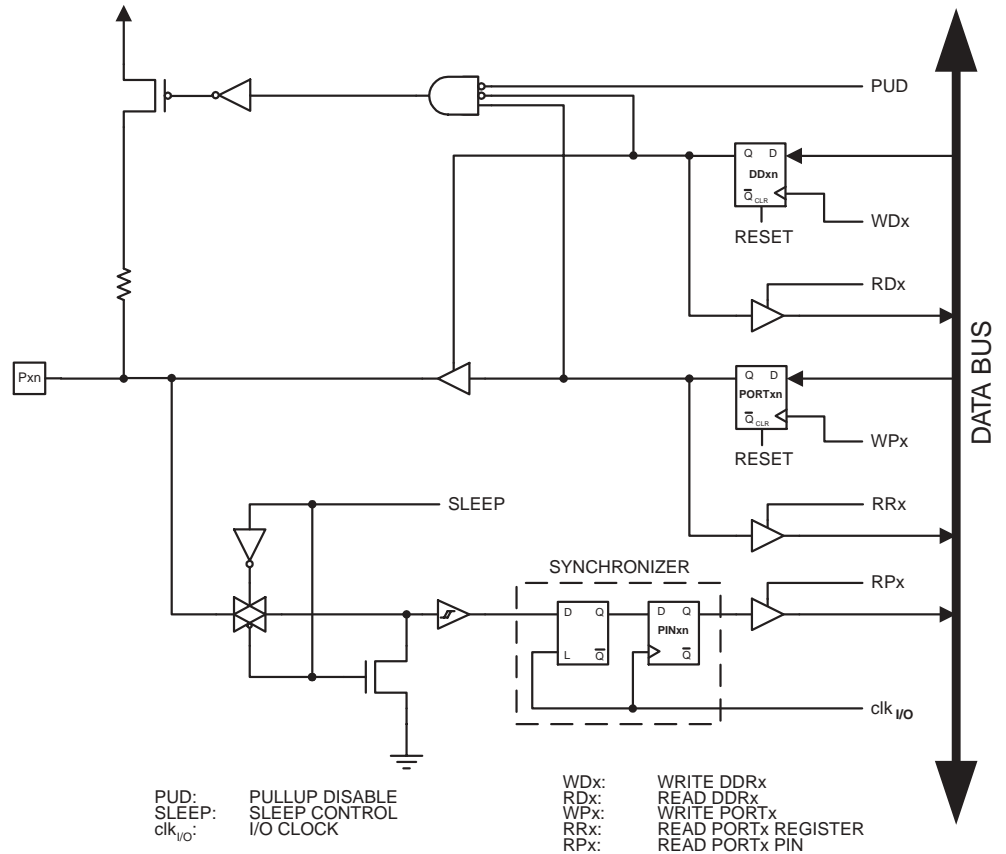 PUD
Q D
DDxn
Q CLR
WDx
RESET
RDx
DATA BUS
Pxn
Q D
PORTxn
Q CLR
WPx
RESET
RRx
SLEEP
SYNCHRONIZER
RPx
D Q
D Q
PINxn
L Q
Q
clk I/O
PUD: PULLUP DISABLE
SLEEP: SLEEP CONTROL
clkI/O: I/O CLOCK
WDx: WRITE DDRx
RDx: READ DDRx
WPx: WRITE PORTx
RRx: READ PORTx REGISTER
RPx: READ PORTx PIN